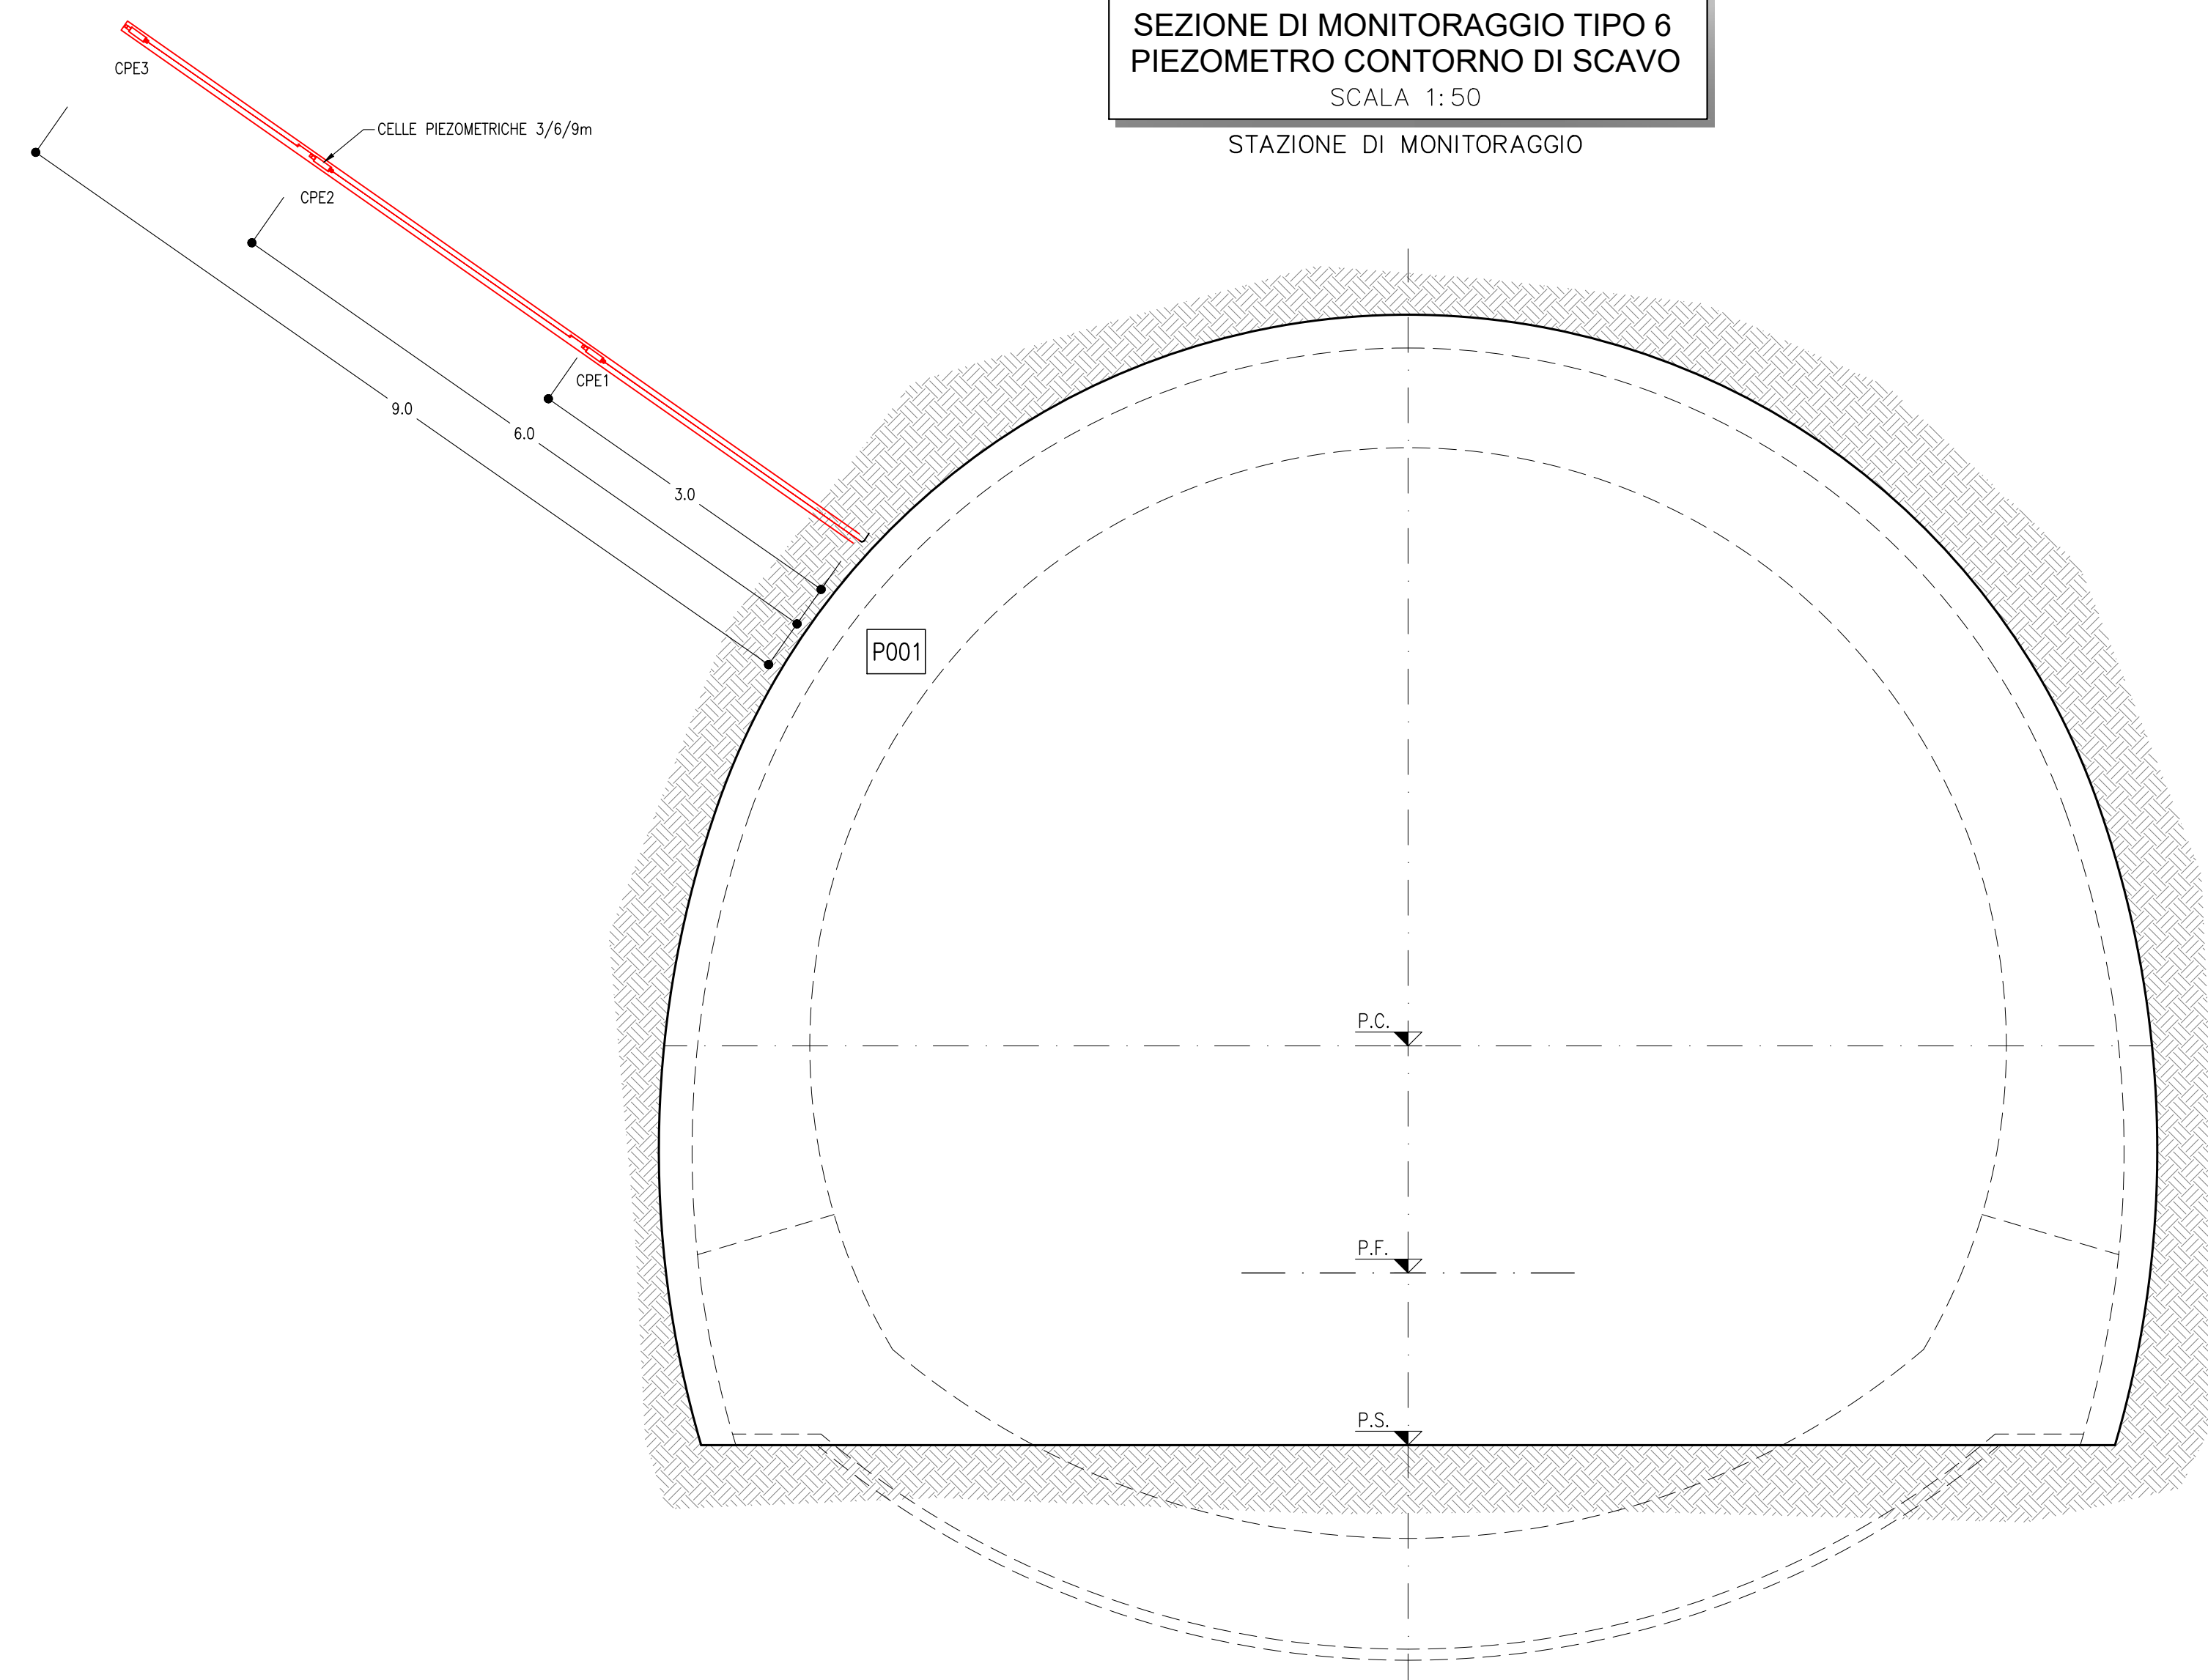 SEZIONE DI MONITORAGGIO TIPO 6
PIEZOMETRO CONTORNO DI SCAVO
SCALA 1:50
STAZIONE DI MONITORAGGIO
CPE3
CELLE PIEZOMETRICHE 3/6/9m
CPE2
CPE1
9.0
6.0
3.0
P001
P.C.
P.F.
P.S.